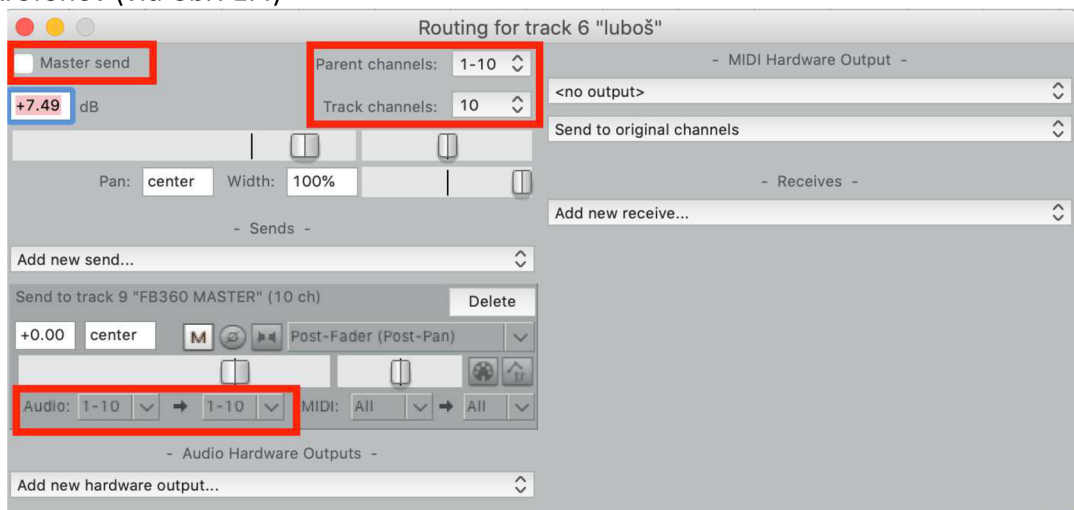 Routing for track 6 "luboš"
Master send
Parent channels: 1-10
+7.49 dB
Track channels: 10
Pan: center Width: 100%
- Sends -
Add new send...
Send to track 9 "FB360 MASTER" (10 ch) Delete
+0.00 center M Post-Fader (Post-Pan)
Audio: 1-10 → 1-10 MIDI: All → All
- Audio Hardware Outputs -
Add new hardware output...
- MIDI Hardware Output -
<no output>
Send to original channels
- Receives -
Add new receive...